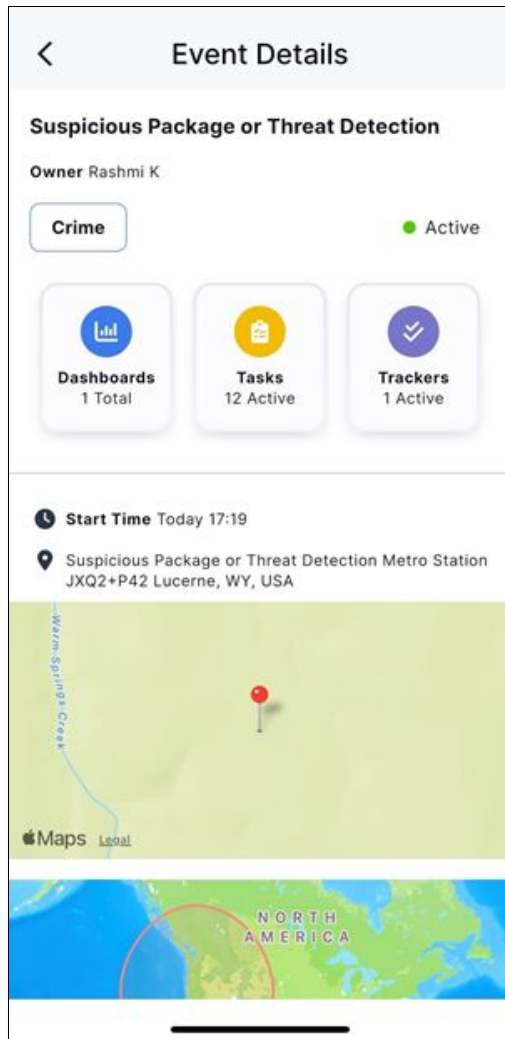 Event Details
Suspicious Package or Threat Detection
Owner Rashmi K
Crime
Active
Dashboards
1 Total
Tasks
12 Active
Trackers
1 Active
Start Time Today 17:19
Suspicious Package or Threat Detection Metro Station
JXQ2+P42 Lucerne, WY, USA
Warm Springs Creek
Maps Legal
NORTH
AMERICA